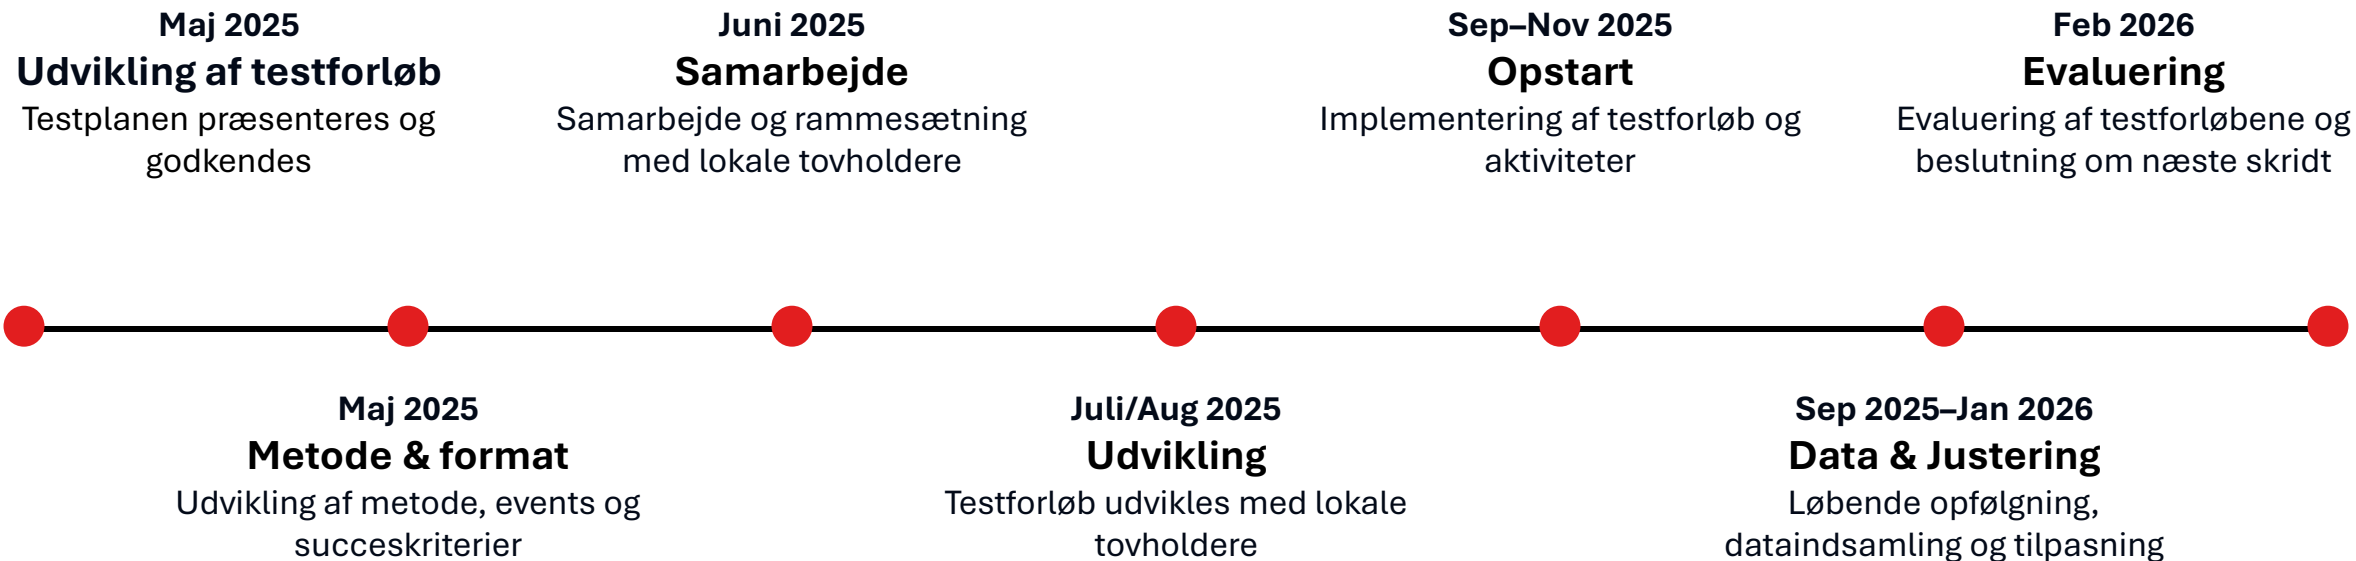 Maj 2025
Udvikling af testforløb
Testplanen præsenteres og
godkendes
Juni 2025
Samarbejde
Samarbejde og rammesætning
med lokale tovholdere
Sep–Nov 2025
Opstart
Implementering af testforløb og
aktiviteter
Feb 2026
Evaluering
Evaluering af testforløbene og
beslutning om næste skridt
Maj 2025
Metode & format
Udvikling af metode, events og
succeskriterier
Juli/Aug 2025
Udvikling
Testforløb udvikles med lokale
tovholdere
Sep 2025–Jan 2026
Data & Justering
Løbende opfølgning,
dataindsamling og tilpasning